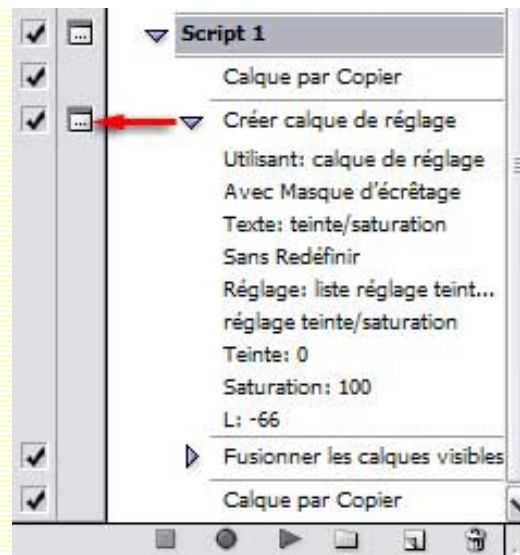 Script 1
Calque par Copier
Créer calque de réglage
Utilisant: calque de réglage
Avec Masque d'écrêtage
Texte: teinte/saturation
Sans Redéfinir
Réglage: liste réglage teint...
réglage teinte/saturation
Teinte: 0
Saturation: 100
L: -66
Fusionner les calques visibles
Calque par Copier